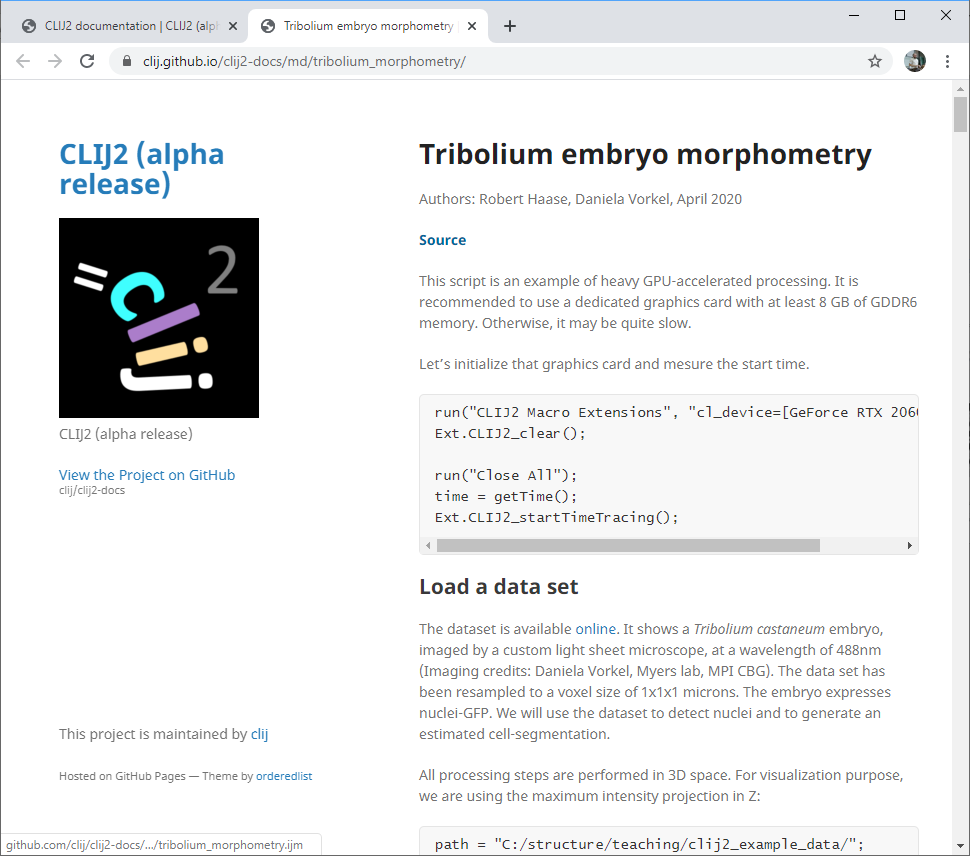 CLIJ2 documentation | CLIJ2 (alp
Tribolium embryo morphometry
clij.github.io/clij2-docs/md/tribolium_morphometry/
CLIJ2 (alpha
release)
2
=clij
CLIJ2 (alpha release)
View the Project on GitHub
clij/clij2-docs
This project is maintained by clij
Hosted on GitHub Pages — Theme by orderedlist
Tribolium embryo morphometry
Authors: Robert Haase, Daniela Vorkel, April 2020
Source
This script is an example of heavy GPU-accelerated processing. It is
recommended to use a dedicated graphics card with at least 8 GB of GDDR6
memory. Otherwise, it may be quite slow.
Let's initialize that graphics card and mesure the start time.
run("CLIJ2 Macro Extensions", "cl_device=[GeForce RTX 206
Ext.CLIJ2_clear();
run("Close All");
time = getTime();
Ext.CLIJ2_startTimeTracing();
Load a data set
The dataset is available online. It shows a Tribolium castaneum embryo,
imaged by a custom light sheet microscope, at a wavelength of 488nm
(Imaging credits: Daniela Vorkel, Myers lab, MPI CBG). The data set has
been resampled to a voxel size of 1x1x1 microns. The embryo expresses
nuclei-GFP. We will use the dataset to detect nuclei and to generate an
estimated cell-segmentation.
All processing steps are performed in 3D space. For visualization purpose,
we are using the maximum intensity projection in Z:
path = "C:/structure/teaching/clij2_example_data/";
github.com/clij/clij2-docs/.../tribolium_morphometry.ijm